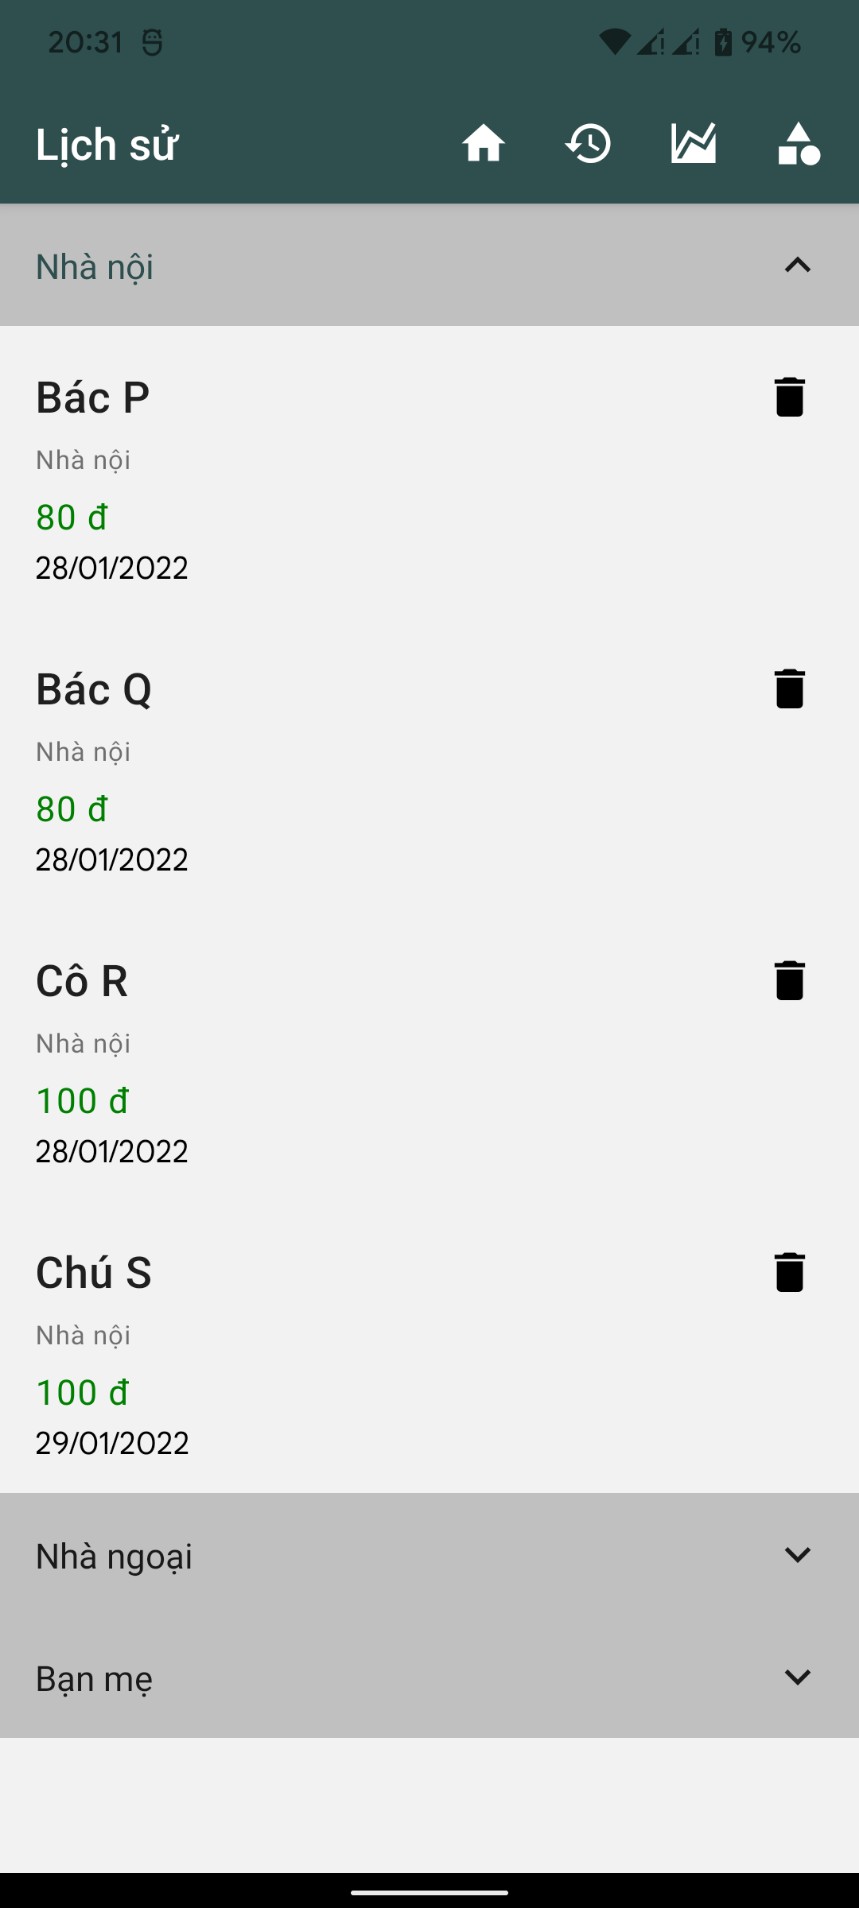 20:31
94%
Lịch sử
Nhà nội
Bác P
Nhà nội
80 đ
28/01/2022
Bác Q
Nhà nội
80 đ
28/01/2022
Cô R
Nhà nội
100 đ
28/01/2022
Chú S
Nhà nội
100 đ
29/01/2022
Nhà ngoại
Bạn mẹ